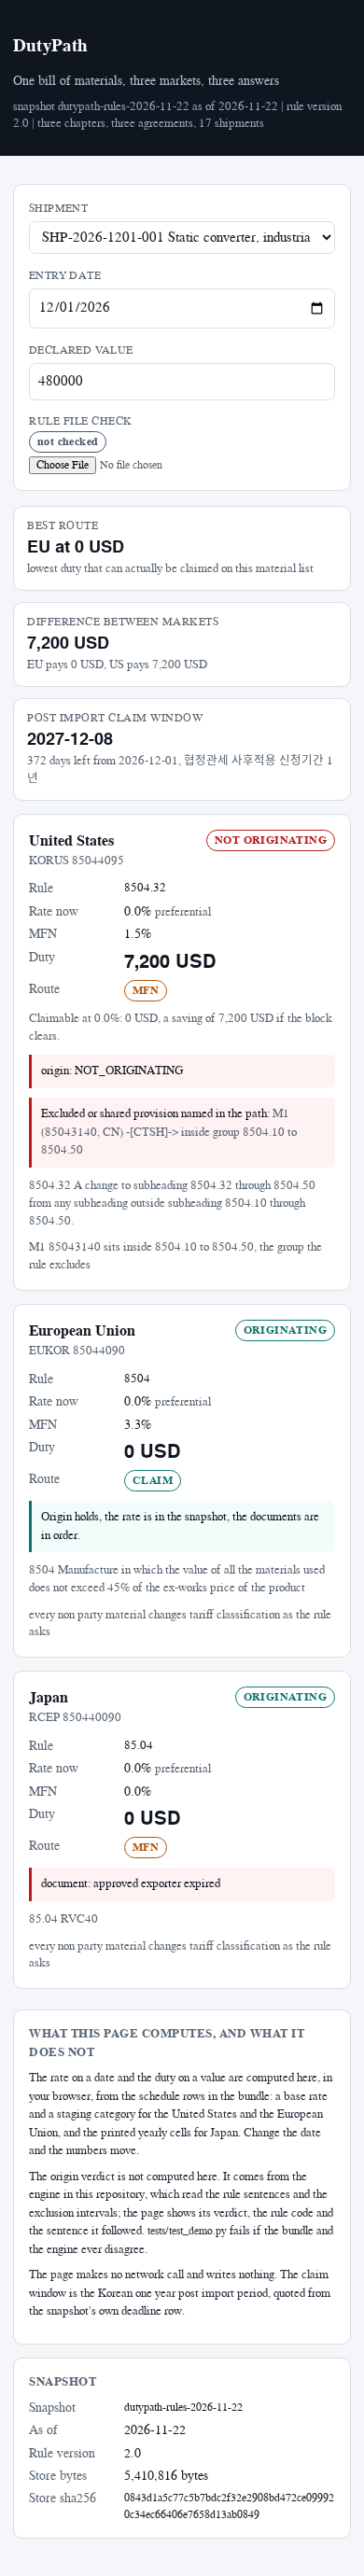 DutyPath
One bill of materials, three markets, three answers
snapshot dutypath-rules-2026-11-22 as of 2026-11-22 | rule version
2.0 | three chapters, three agreements, 17 shipments
SHIPMENT
SHP-2026-1201-001 Static converter, industria
ENTRY DATE
12/01/2026
DECLARED VALUE
480000
RULE FILE CHECK
not checked
Choose File No file chosen
BEST ROUTE
EU at 0 USD
lowest duty that can actually be claimed on this material list
DIFFERENCE BETWEEN MARKETS
7,200 USD
EU pays 0 USD, US pays 7,200 USD
POST IMPORT CLAIM WINDOW
2027-12-08
372 days left from 2026-12-01, 협정관세 사후적용 신청기간 1
년
United States NOT ORIGINATING
KORUS 85044095
Rule 8504.32
Rate now 0.0% preferential
MFN 1.5%
Duty 7,200 USD
Route MFN
Claimable at 0.0%: 0 USD, a saving of 7,200 USD if the block
clears.
origin: NOT_ORIGINATING
Excluded or shared provision named in the path: M1
(85043140, CN) -[CTSH]-> inside group 8504.10 to
8504.50
8504.32 A change to subheading 8504.32 through 8504.50
from any subheading outside subheading 8504.10 through
8504.50.
M1 85043140 sits inside 8504.10 to 8504.50, the group the
rule excludes
European Union ORIGINATING
EUKOR 85044090
Rule 8504
Rate now 0.0% preferential
MFN 3.3%
Duty 0 USD
Route CLAIM
Origin holds, the rate is in the snapshot, the documents are
in order.
8504 Manufacture in which the value of all the materials used
does not exceed 45% of the ex-works price of the product
every non party material changes tariff classification as the rule
asks
Japan ORIGINATING
RCEP 850440090
Rule 85.04
Rate now 0.0% preferential
MFN 0.0%
Duty 0 USD
Route MFN
document: approved exporter expired
85.04 RVC40
every non party material changes tariff classification as the rule
asks
WHAT THIS PAGE COMPUTES, AND WHAT IT
DOES NOT
The rate on a date and the duty on a value are computed here, in
your browser, from the schedule rows in the bundle: a base rate
and a staging category for the United States and the European
Union, and the printed yearly cells for Japan. Change the date
and the numbers move.
The origin verdict is not computed here. It comes from the
engine in this repository, which read the rule sentences and the
exclusion intervals; the page shows its verdict, the rule code and
the sentence it followed. tests/test_demo.py fails if the bundle and
the engine ever disagree.
The page makes no network call and writes nothing. The claim
window is the Korean one year post import period, quoted from
the snapshot's own deadline row.
SNAPSHOT
Snapshot dutypath-rules-2026-11-22
As of 2026-11-22
Rule version 2.0
Store bytes 5,410,816 bytes
Store sha256 0843d1a5c77c5b7bdc2f32e2908bd472ce09992
0c34ec66406e7658d13ab0849